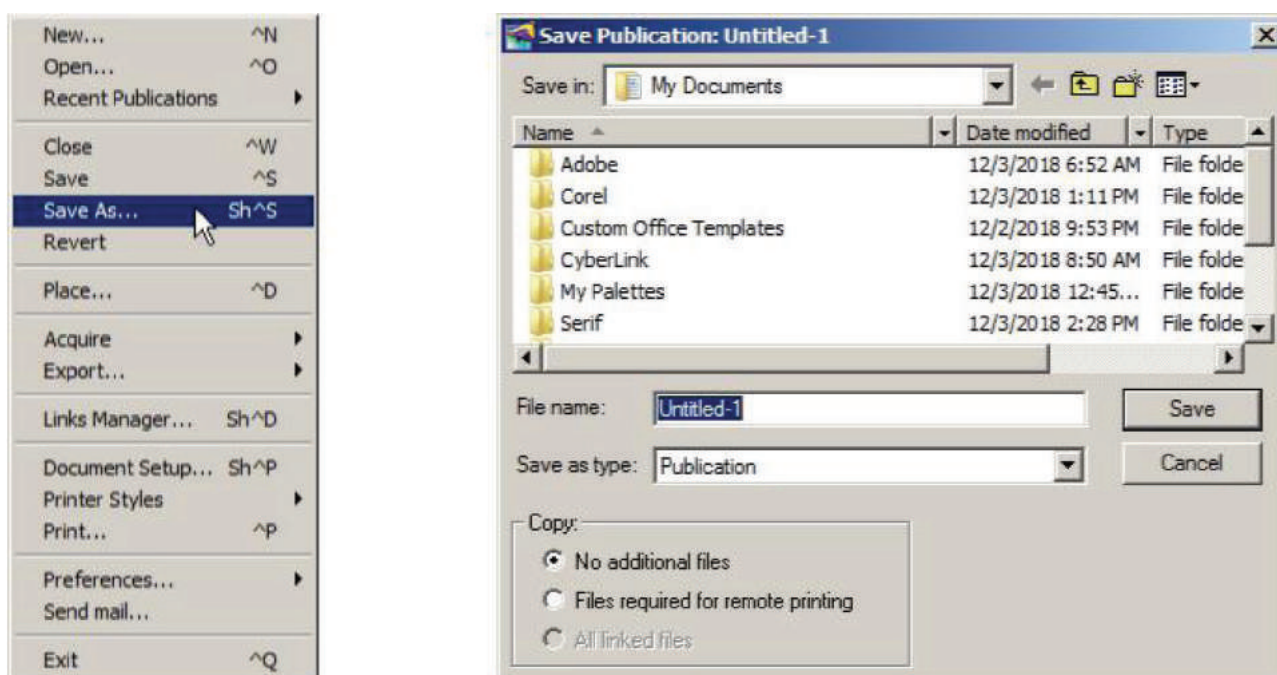 New... ^N
Open... ^O
Recent Publications
Close ^W
Save ^S
Save As... Sh^S
Revert
Place... ^D
Acquire
Export...
Links Manager... Sh^D
Document Setup... Sh^P
Printer Styles
Print... ^P
Preferences...
Send mail...
Exit ^Q
Save Publication: Untitled-1
Save in: My Documents
Name Date modified Type
Adobe 12/3/2018 6:52 AM File folde
Corel 12/3/2018 1:11 PM File folde
Custom Office Templates 12/2/2018 9:53 PM File folde
CyberLink 12/3/2018 8:50 AM File folde
My Palettes 12/3/2018 12:45... File folde
Serif 12/3/2018 2:28 PM File folde
File name: Untitled-1 Save
Save as type: Publication Cancel
Copy:
No additional files
Files required for remote printing
All linked files